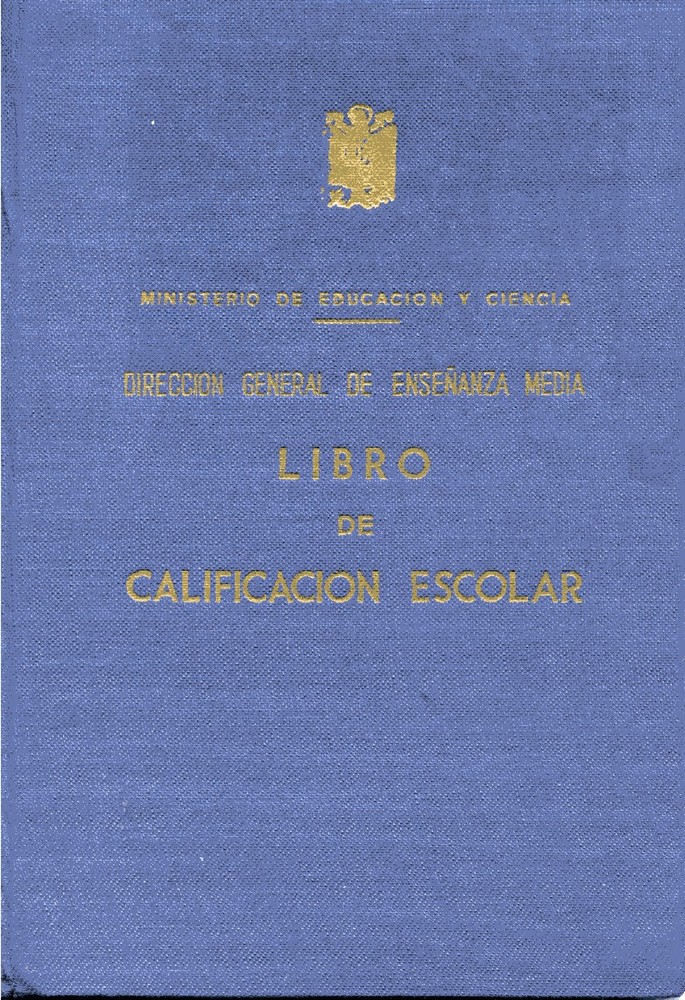 MINISTERIO DE EDUCACION Y CIENCIA
DIRECCION GENERAL DE ENSEÑANZA MEDIA
LIBRO
DE
CALIFICACION ESCOLAR